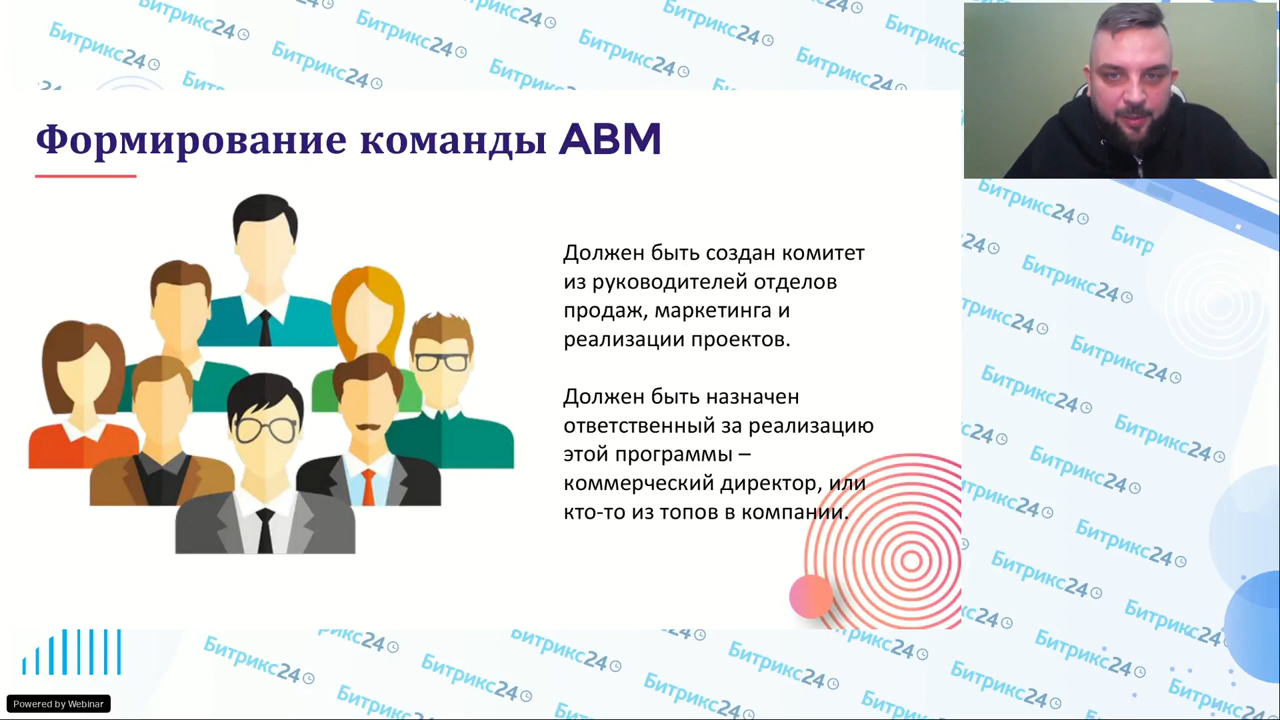 Формирование команды ABM
Должен быть создан комитет
из руководителей отделов
продаж, маркетинга и
реализации проектов.
Должен быть назначен
ответственный за реализацию
этой программы –
коммерческий директор, или
кто-то из топов в компании.
Битрикс24
Powered by Webinar